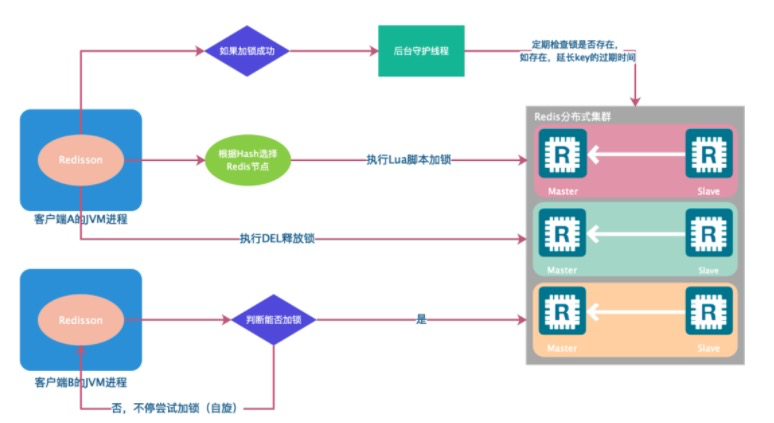 如果加锁成功
后台守护线程
定期检查锁是否存在，
如存在，延长key的过期时间
Redis分布式集群
Redisson
根据Hash选择
Redis节点
执行Lua脚本加锁
R
R
Master
Slave
客户端A的JVM进程
执行DEL释放锁
R
R
Master
Slave
Redisson
判断能否加锁
是
R
R
Master
Slave
客户端B的JVM进程
否，不停尝试加锁（自旋）